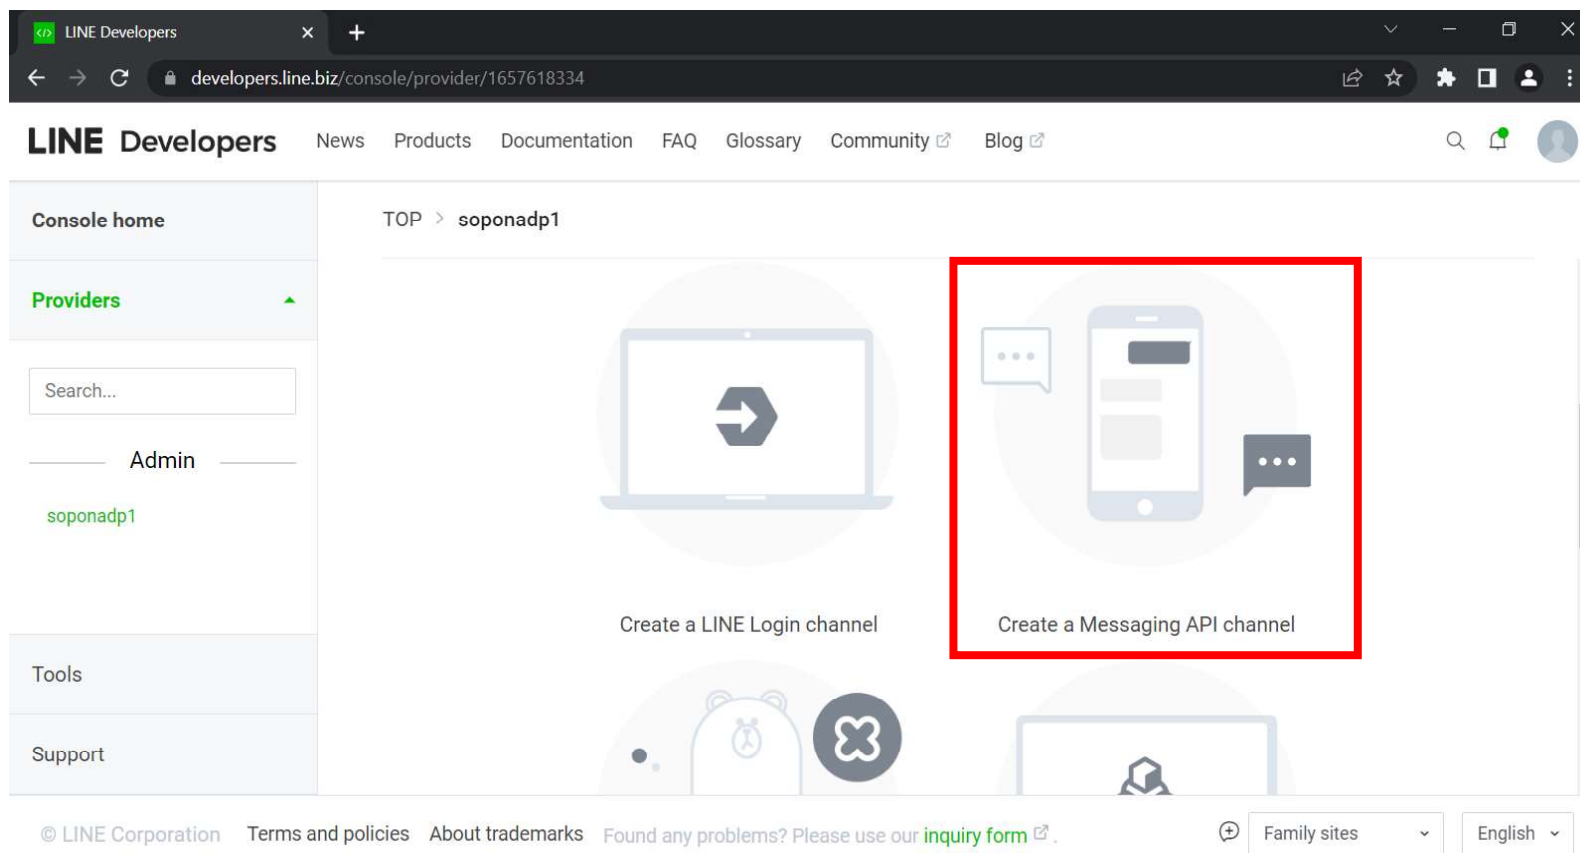 LINE Developers
developers.line.biz/console/provider/1657618334
LINE Developers News Products Documentation FAQ Glossary Community Blog
Console home
TOP > soponadp1
Providers
Search...
Admin
soponadp1
Create a LINE Login channel
Create a Messaging API channel
Tools
Support
© LINE Corporation Terms and policies About trademarks Found any problems? Please use our inquiry form.
Family sites
English